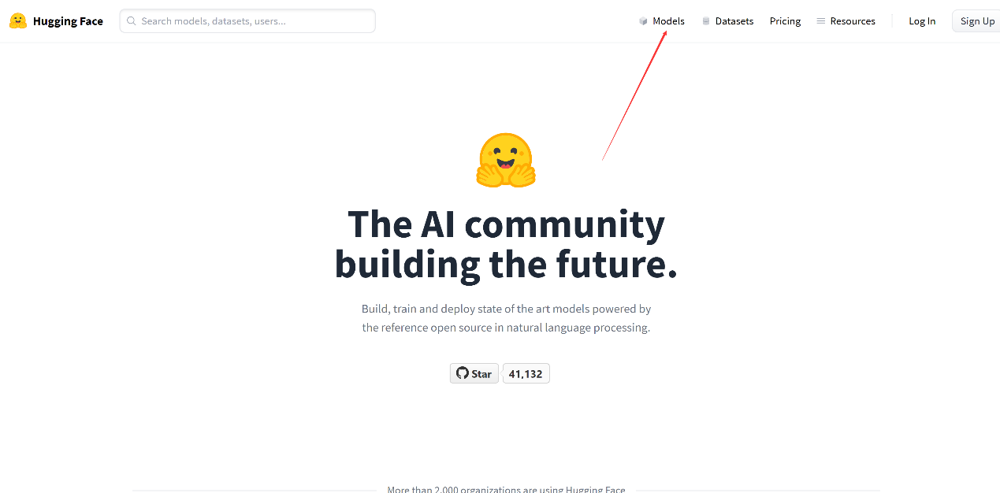 Hugging Face
Search models, datasets, users...
Models
Datasets
Pricing
Resources
Log In
Sign Up
The AI community
building the future.
Build, train and deploy state of the art models powered by
the reference open source in natural language processing.
Star
41,132
More than 2,000 organizations are using Hugging Face